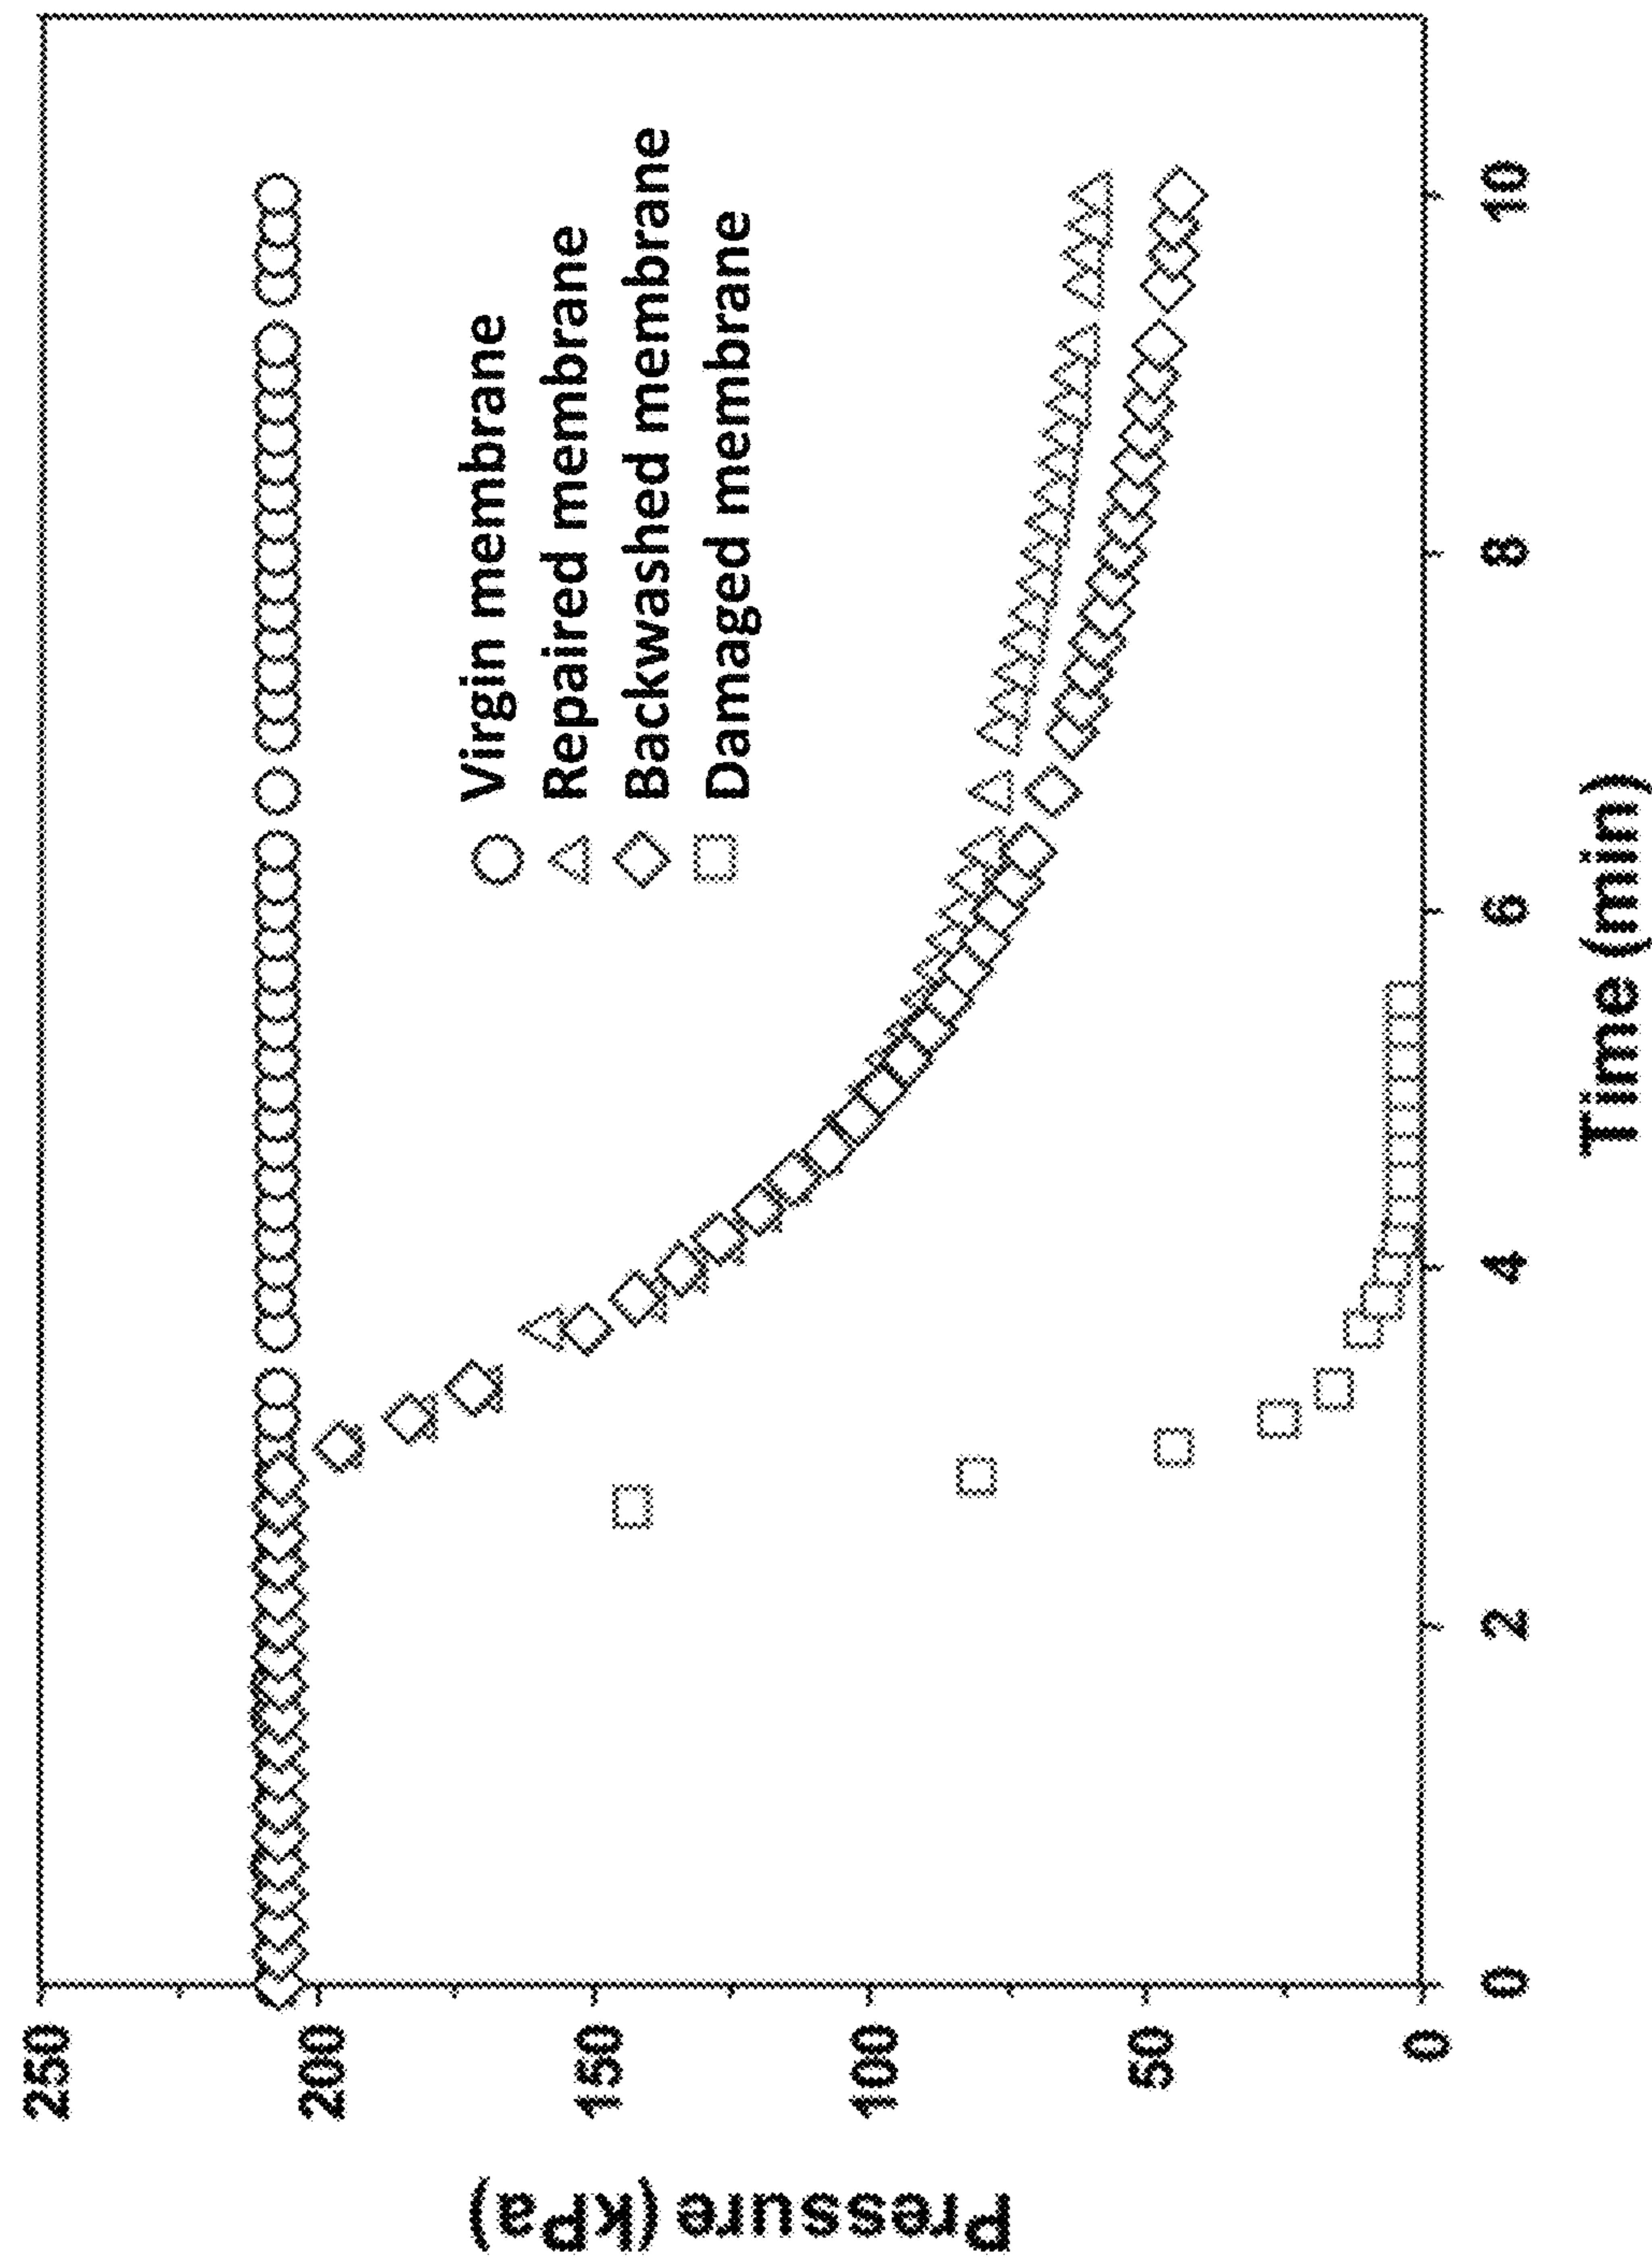 Pressure (kPa)
250
200
150
100
50
0
Virgin membrane
Repaired membrane
Backwashed membrane
Damaged membrane
0
2
4
6
8
10
Time (min)